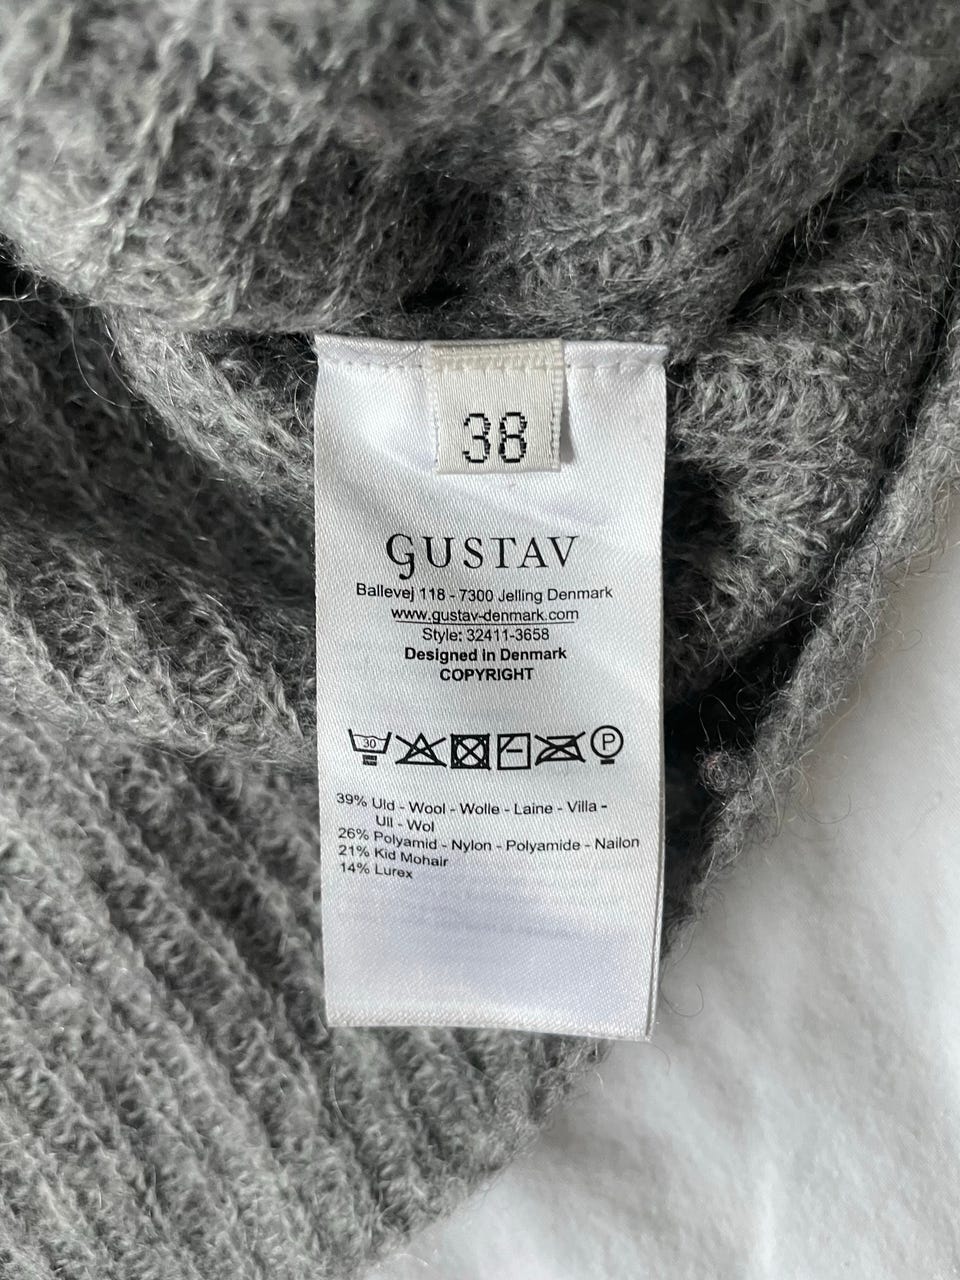 38
GUSTAV
Ballevej 118 - 7300 Jelling Denmark
www.gustav-denmark.com
Style: 32411-3658
Designed in Denmark
COPYRIGHT
30
P
39% Uld - Wool - Wolle - Laine - Villa -
Ull - Wol
26% Polyamid - Nylon - Polyamide - Nailon
21% Kid Mohair
14% Lurex